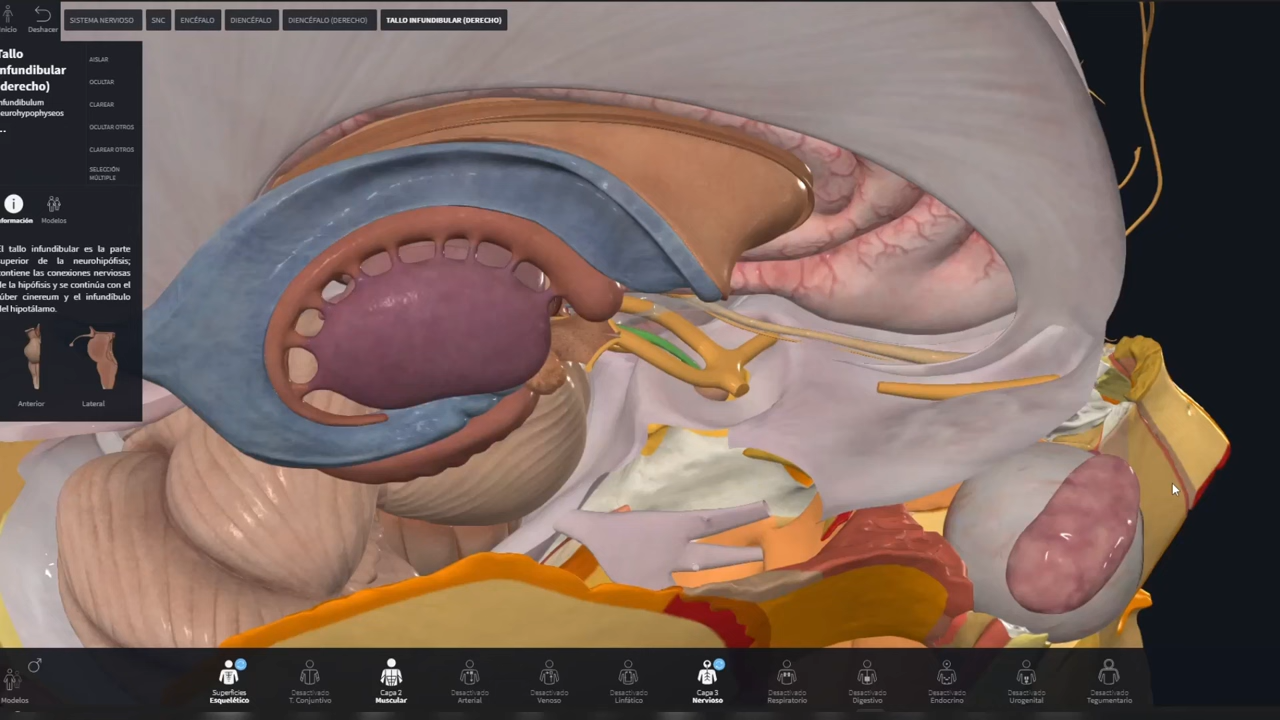 Inicio
Deshacer
SISTEMA NERVIOSO
SNC
ENCÉFALO
DIENCÉFALO
DIENCÉFALO (DERECHO)
TALLO INFUNDIBULAR (DERECHO)
Tallo
infundibular
(derecho)
Infundibulum
neurohypophyseos
...
AISLAR
OCULTAR
CLAREAR
OCULTAR OTROS
CLAREAR OTROS
SELECCIÓN
MÚLTIPLE
Información
Modelos
El tallo infundibular es la parte
superior de la neurohipófisis;
contiene las conexiones nerviosas
de la hipófisis y se continúa con el
túber cinereum y el infundíbulo
del hipotálamo.
Anterior
Lateral
Modelos
Superficies
Esquelético
Desactivado
T. Conjuntivo
Capa 2
Muscular
Desactivado
Arterial
Desactivado
Venoso
Desactivado
Linfático
Capa 3
Nervioso
Desactivado
Respiratorio
Desactivado
Digestivo
Desactivado
Endocrino
Desactivado
Urogenital
Desactivado
Tegumentario